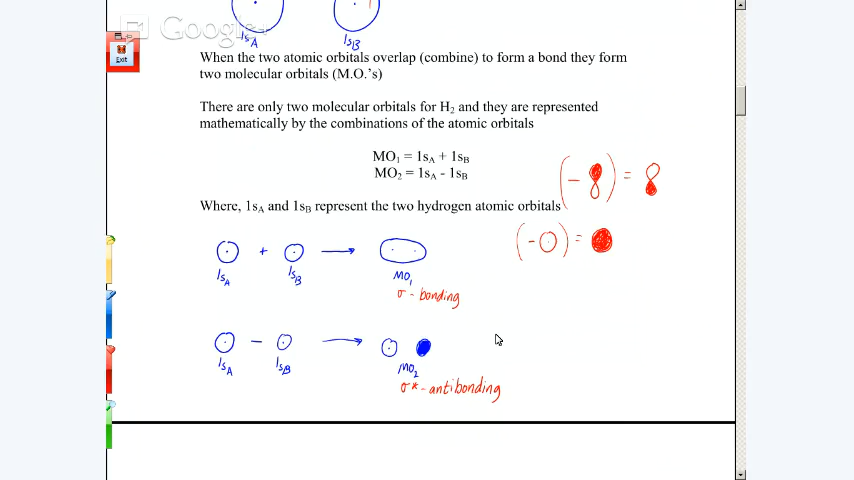 Google+
1sA 1sB
Exit
When the two atomic orbitals overlap (combine) to form a bond they form
two molecular orbitals (M.O.'s)
There are only two molecular orbitals for H2 and they are represented
mathematically by the combinations of the atomic orbitals
MO1 = 1sA + 1sB
MO2 = 1sA - 1sB
( - ) =
Where, 1sA and 1sB represent the two hydrogen atomic orbitals
( - ) =
+ →
1sA 1sB MO1
σ - bonding
- →
1sA 1sB MO2
σ* - antibonding